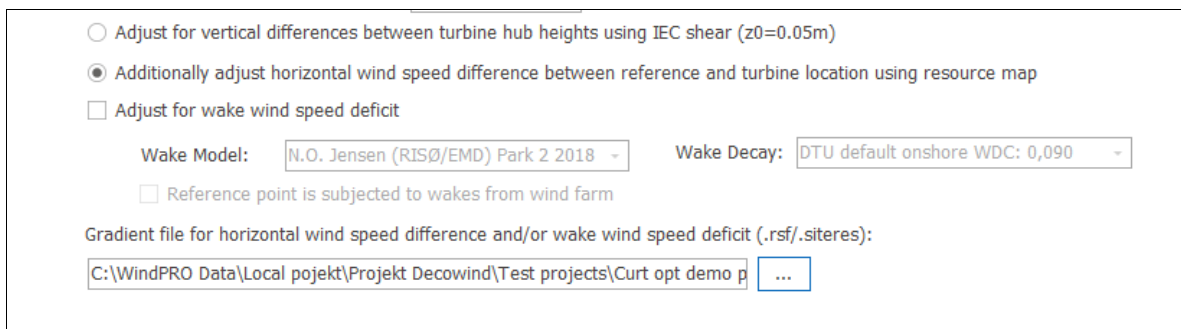 Adjust for vertical differences between turbine hub heights using IEC shear (z0=0.05m)
Additionally adjust horizontal wind speed difference between reference and turbine location using resource map
Adjust for wake wind speed deficit
Wake Model: N.O. Jensen (RISØ/EMD) Park 2 2018 Wake Decay: DTU default onshore WDC: 0,090
Reference point is subjected to wakes from wind farm
Gradient file for horizontal wind speed difference and/or wake wind speed deficit (.rsf/.siteres):
C:\WindPRO Data\Local pojekt\Projekt Decowind\Test projects\Curt opt demo p ...